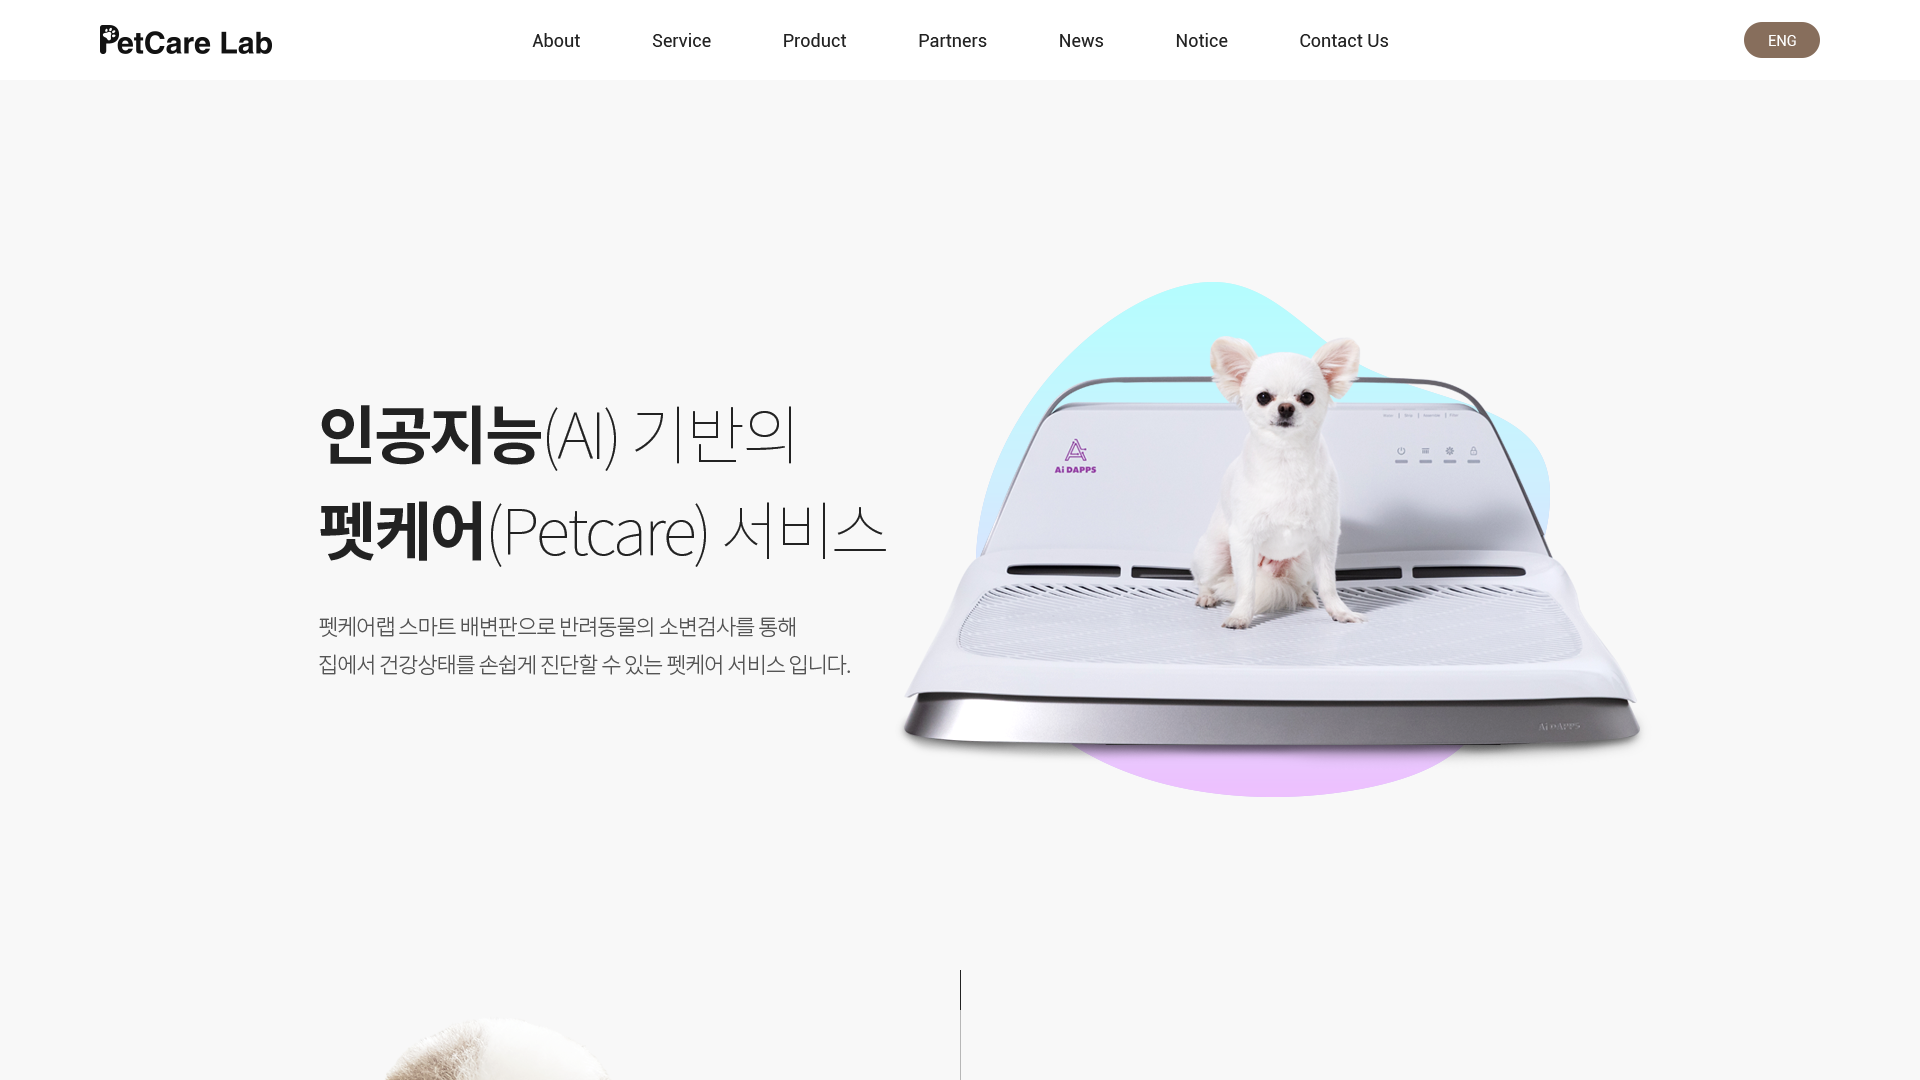 PetCare Lab
About
Service
Product
Partners
News
Notice
Contact Us
ENG
인공지능(AI) 기반의
펫케어(Petcare) 서비스
펫케어랩 스마트 배변판으로 반려동물의 소변검사를 통해
집에서 건강상태를 손쉽게 진단할 수 있는 펫케어 서비스 입니다.
Ai DAPPS
Ai DAPPS